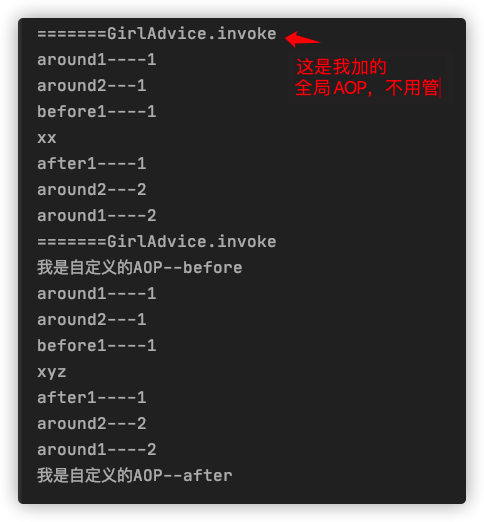 =======GirlAdvice.invoke
这是我加的
全局AOP，不用管
around1----1
around2---1
before1----1
xx
after1----1
around2---2
around1----2
=======GirlAdvice.invoke
我是自定义的AOP--before
around1----1
around2---1
before1----1
xyz
after1----1
around2---2
around1----2
我是自定义的AOP--after